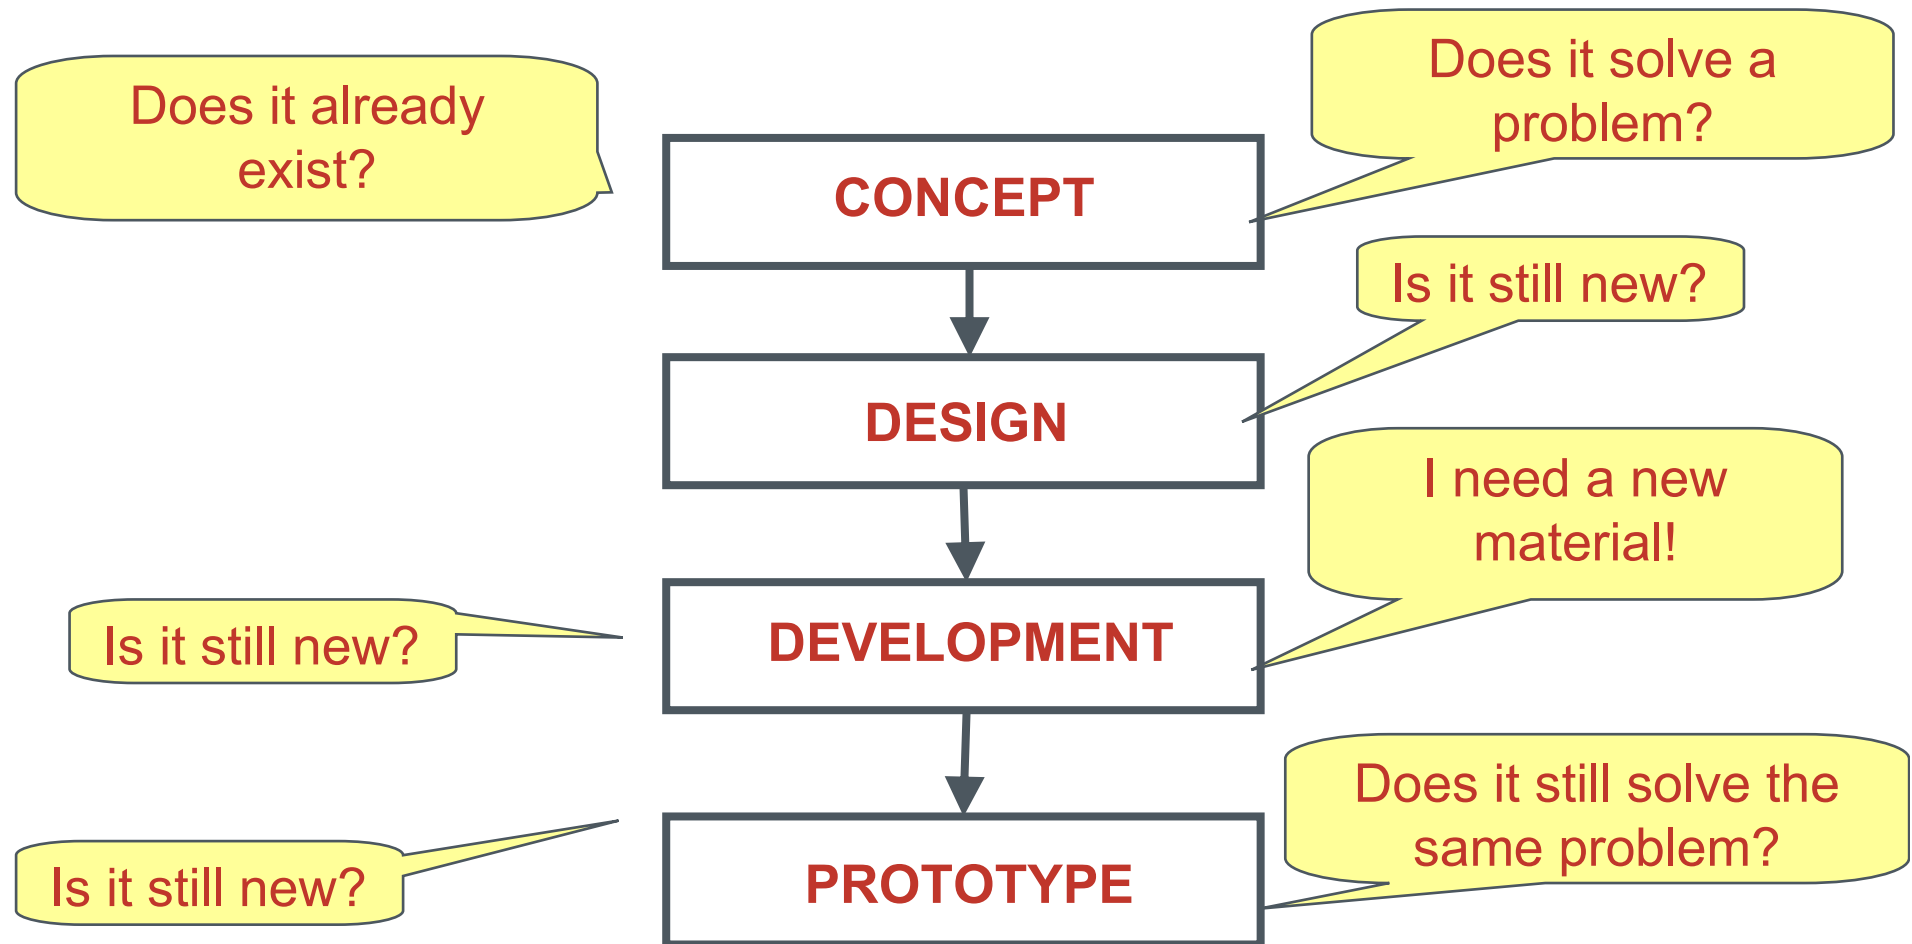 Does it already
exist?
Does it solve a
problem?
CONCEPT
Is it still new?
DESIGN
I need a new
material!
Is it still new?
DEVELOPMENT
Does it still solve the
same problem?
Is it still new?
PROTOTYPE